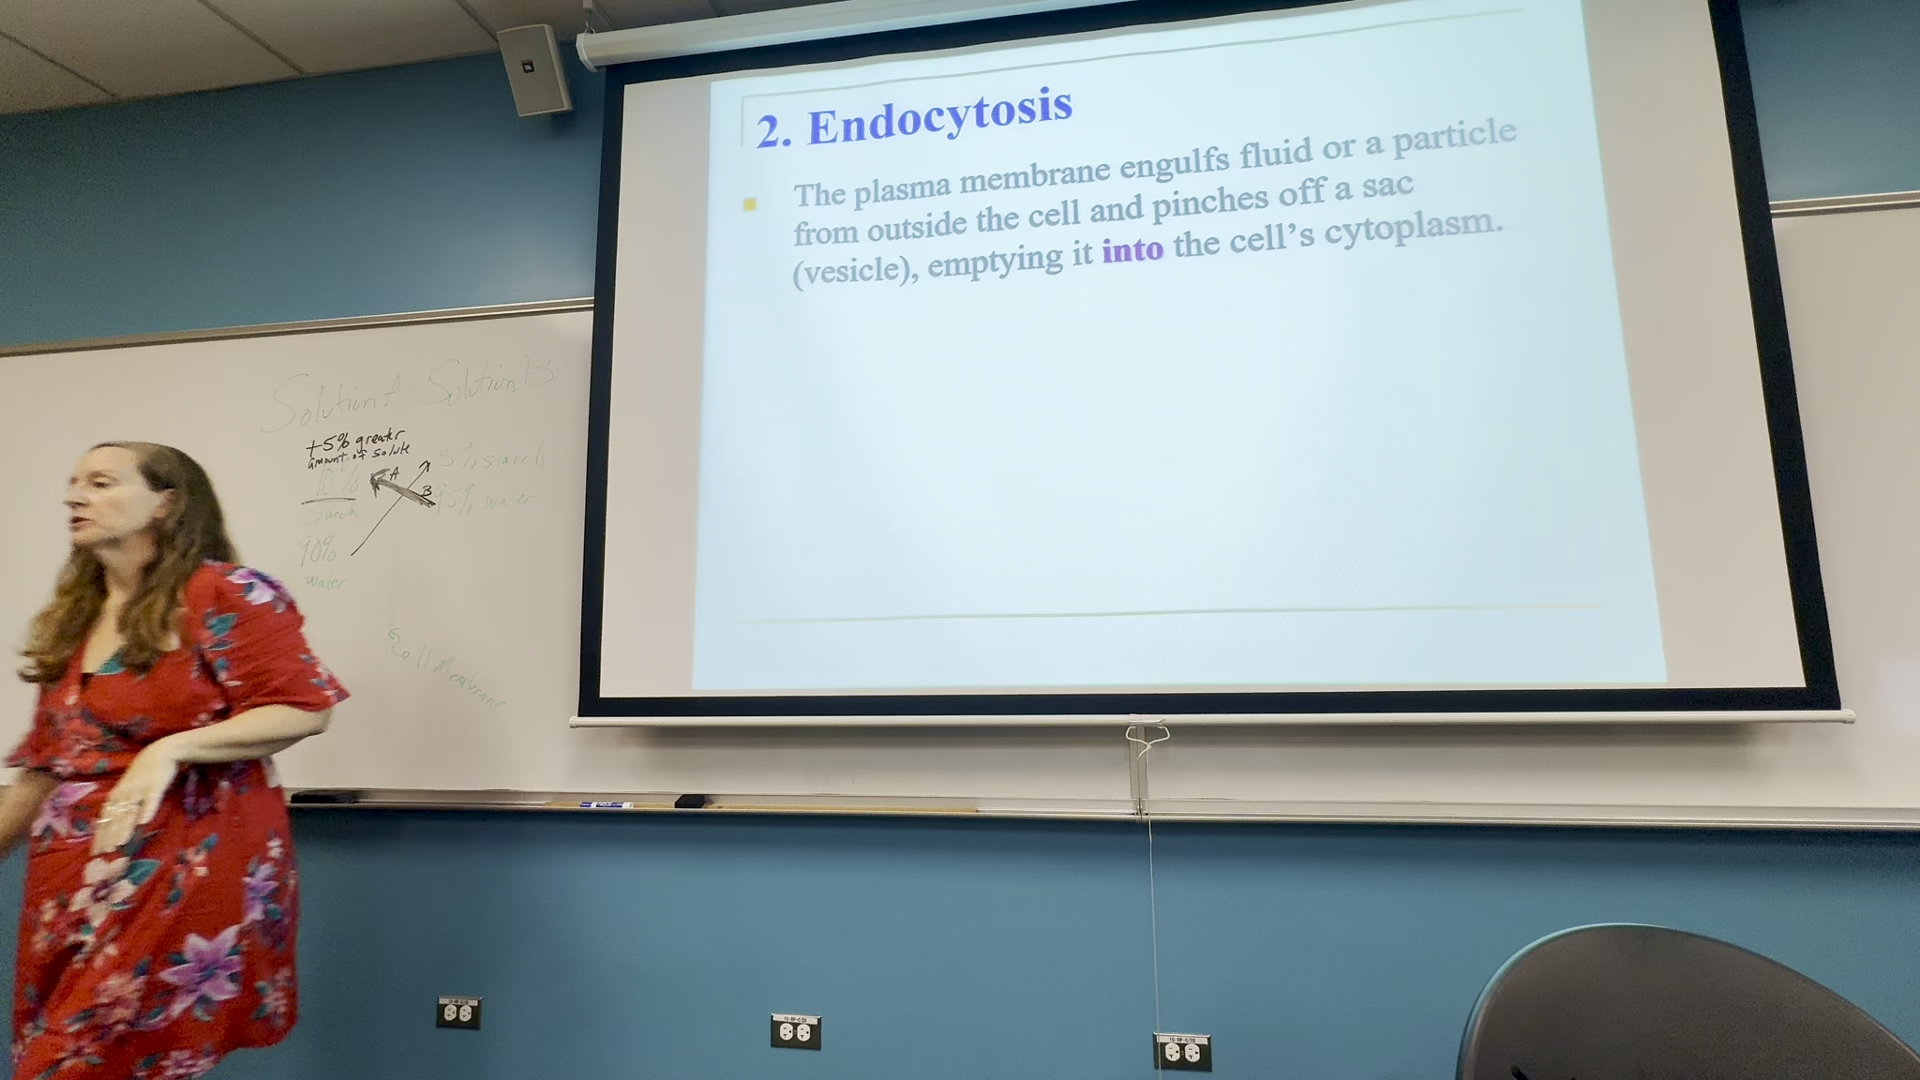 2. Endocytosis
The plasma membrane engulfs fluid or a particle
from outside the cell and pinches off a sac
(vesicle), emptying it into the cell's cytoplasm.
Solution A Solution B
+5% greater
amount of solute
10%
Starch
90%
water
A
B
5% starch
95% water
Cell Membrane